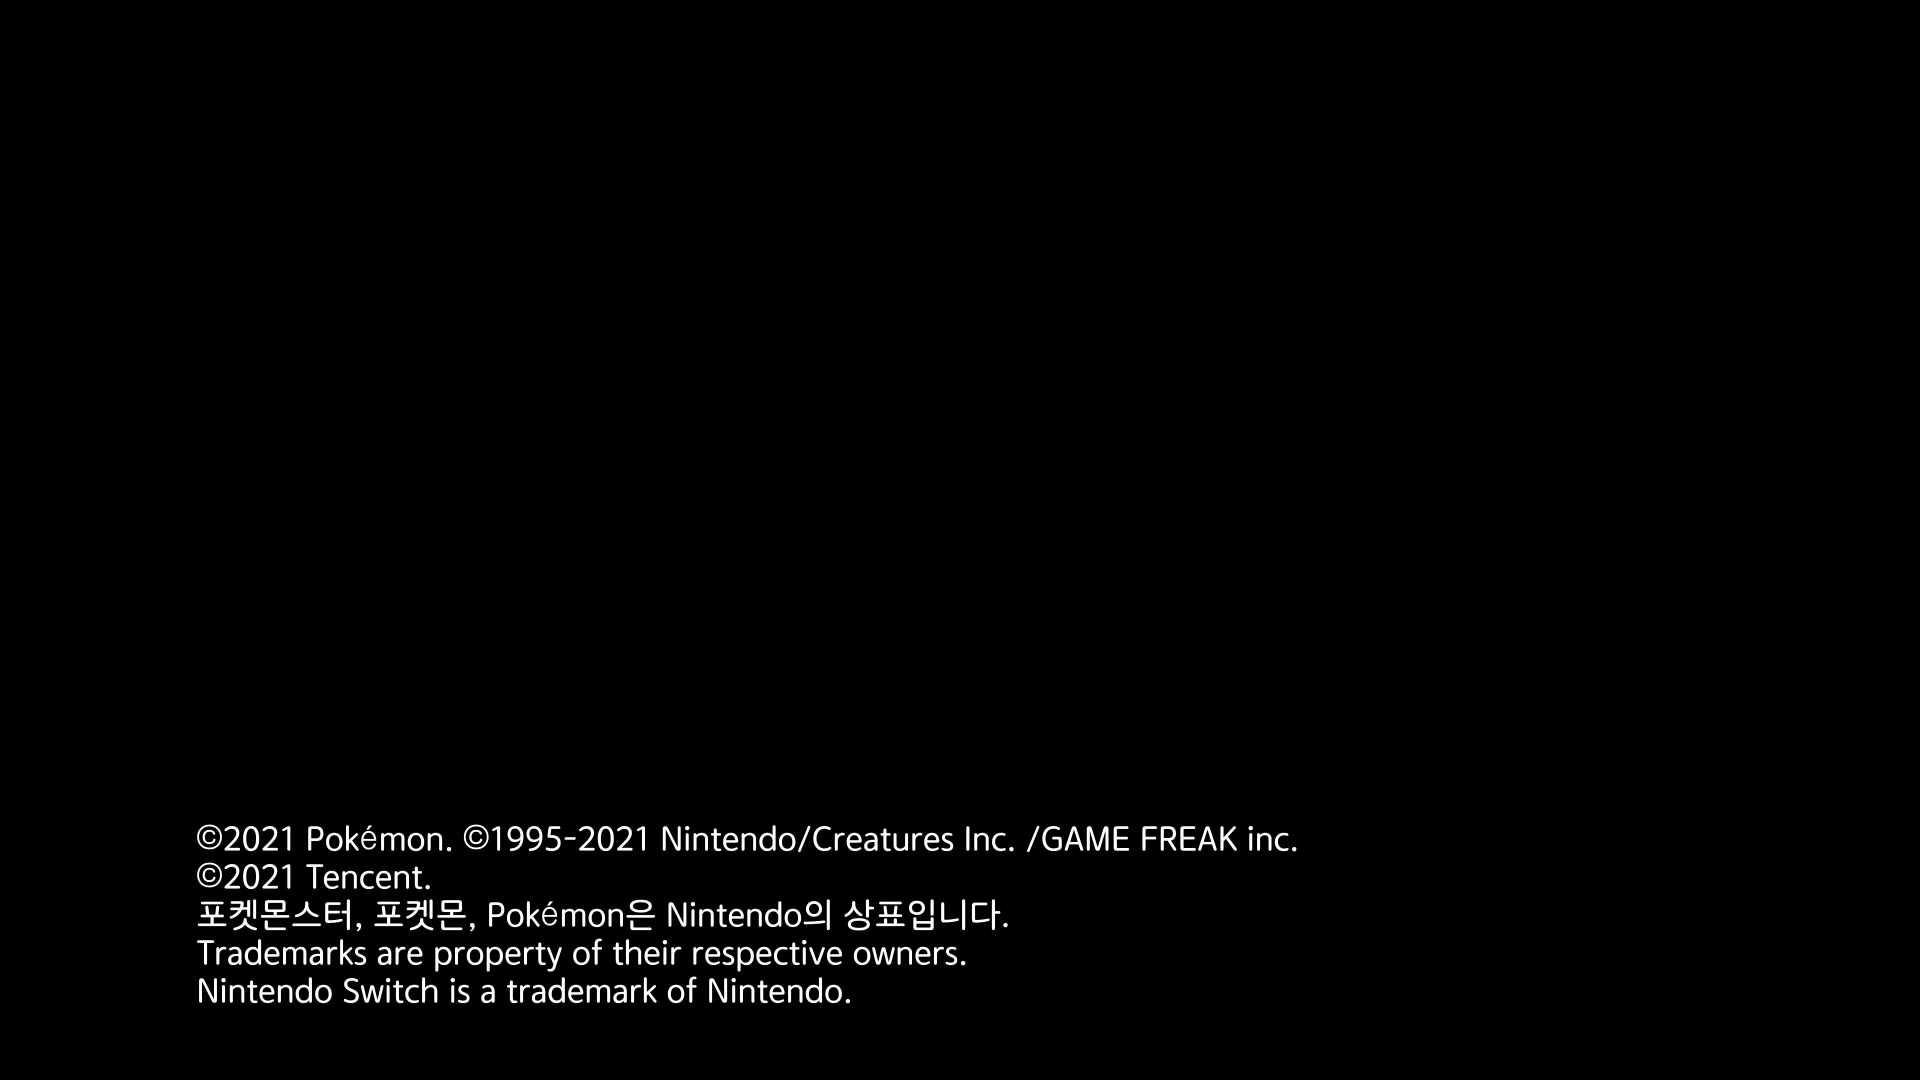 ©2021 Pokémon. ©1995-2021 Nintendo/Creatures Inc. /GAME FREAK inc.
©2021 Tencent.
포켓몬스터, 포켓몬, Pokémon은 Nintendo의 상표입니다.
Trademarks are property of their respective owners.
Nintendo Switch is a trademark of Nintendo.